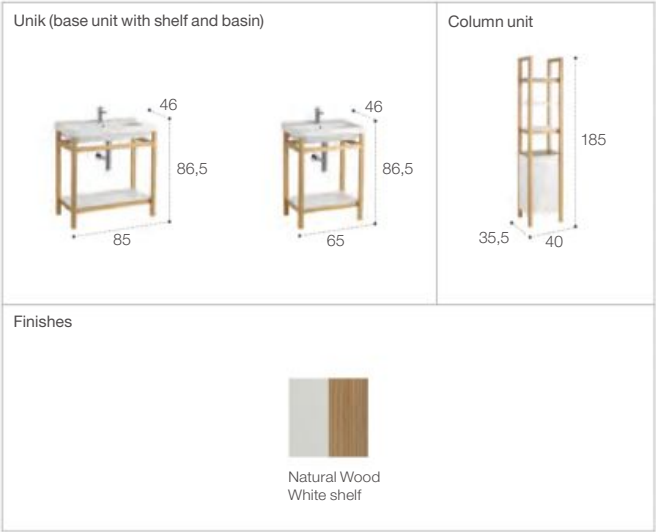 Unik (base unit with shelf and basin)
46
86,5
85
46
86,5
65
Column unit
185
35,5
40
Finishes
Natural Wood
White shelf